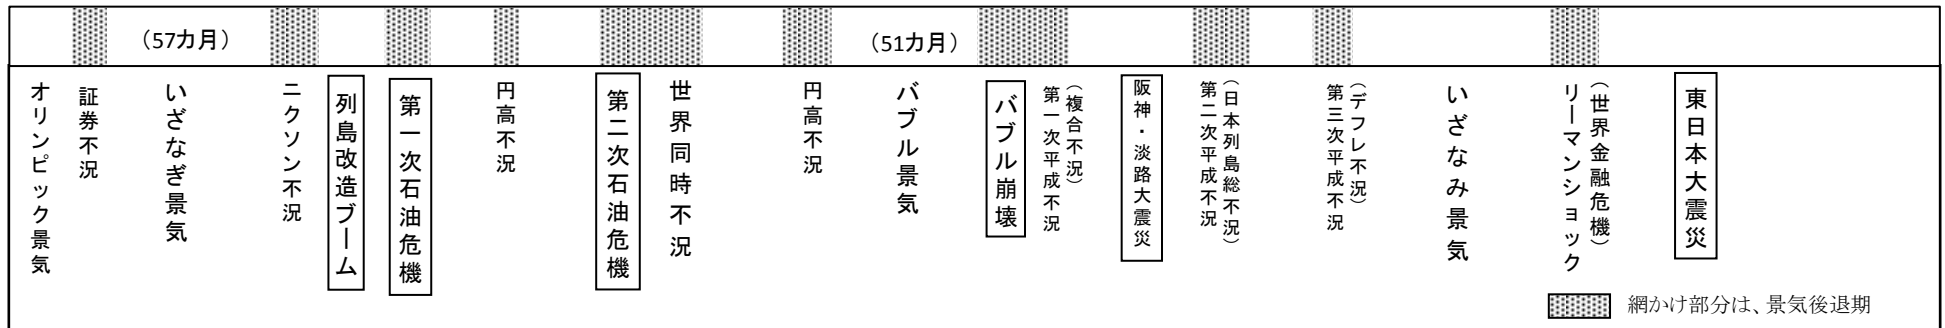 （57カ月）
（51カ月）
オリンピック景気
証券不況
いざなぎ景気
ニクソン不況
列島改造ブーム
第一次石油危機
円高不況
第二次石油危機
世界同時不況
円高不況
バブル景気
バブル崩壊
（複合不況）
第一次平成不況
阪神・淡路大震災
（日本列島総不況）
第二次平成不況
（デフレ不況）
第三次平成不況
いざなみ景気
（世界金融危機）
リーマンショック
東日本大震災
網かけ部分は、景気後退期